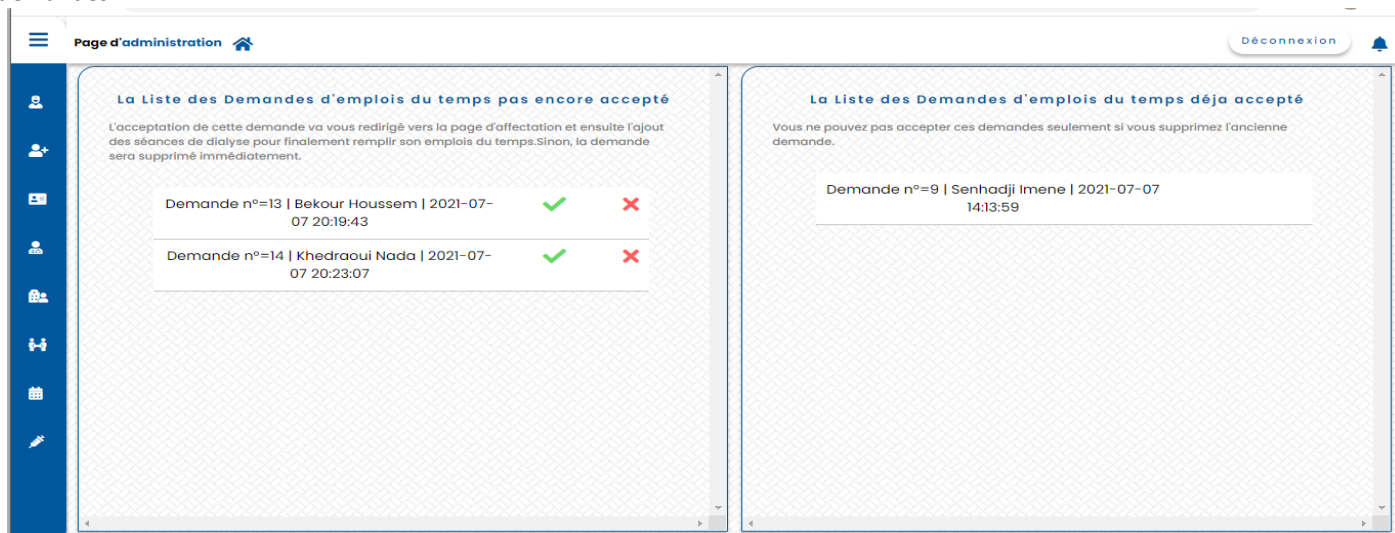 Page d'administration
Déconnexion
La Liste des Demandes d'emplois du temps pas encore accepté
L'acceptation de cette demande va vous redirigé vers la page d'affectation et ensuite l'ajout
des séances de dialyse pour finalement remplir son emplois du temps.Sinon, la demande
sera supprimé immédiatement.
Demande n°=13 | Bekour Houssem | 2021-07-
07 20:19:43
Demande n°=14 | Khedraoui Nada | 2021-07-
07 20:23:07
La Liste des Demandes d'emplois du temps déja accepté
Vous ne pouvez pas accepter ces demandes seulement si vous supprimez l'ancienne
demande.
Demande n°=9 | Senhadji Imene | 2021-07-07
14:13:59